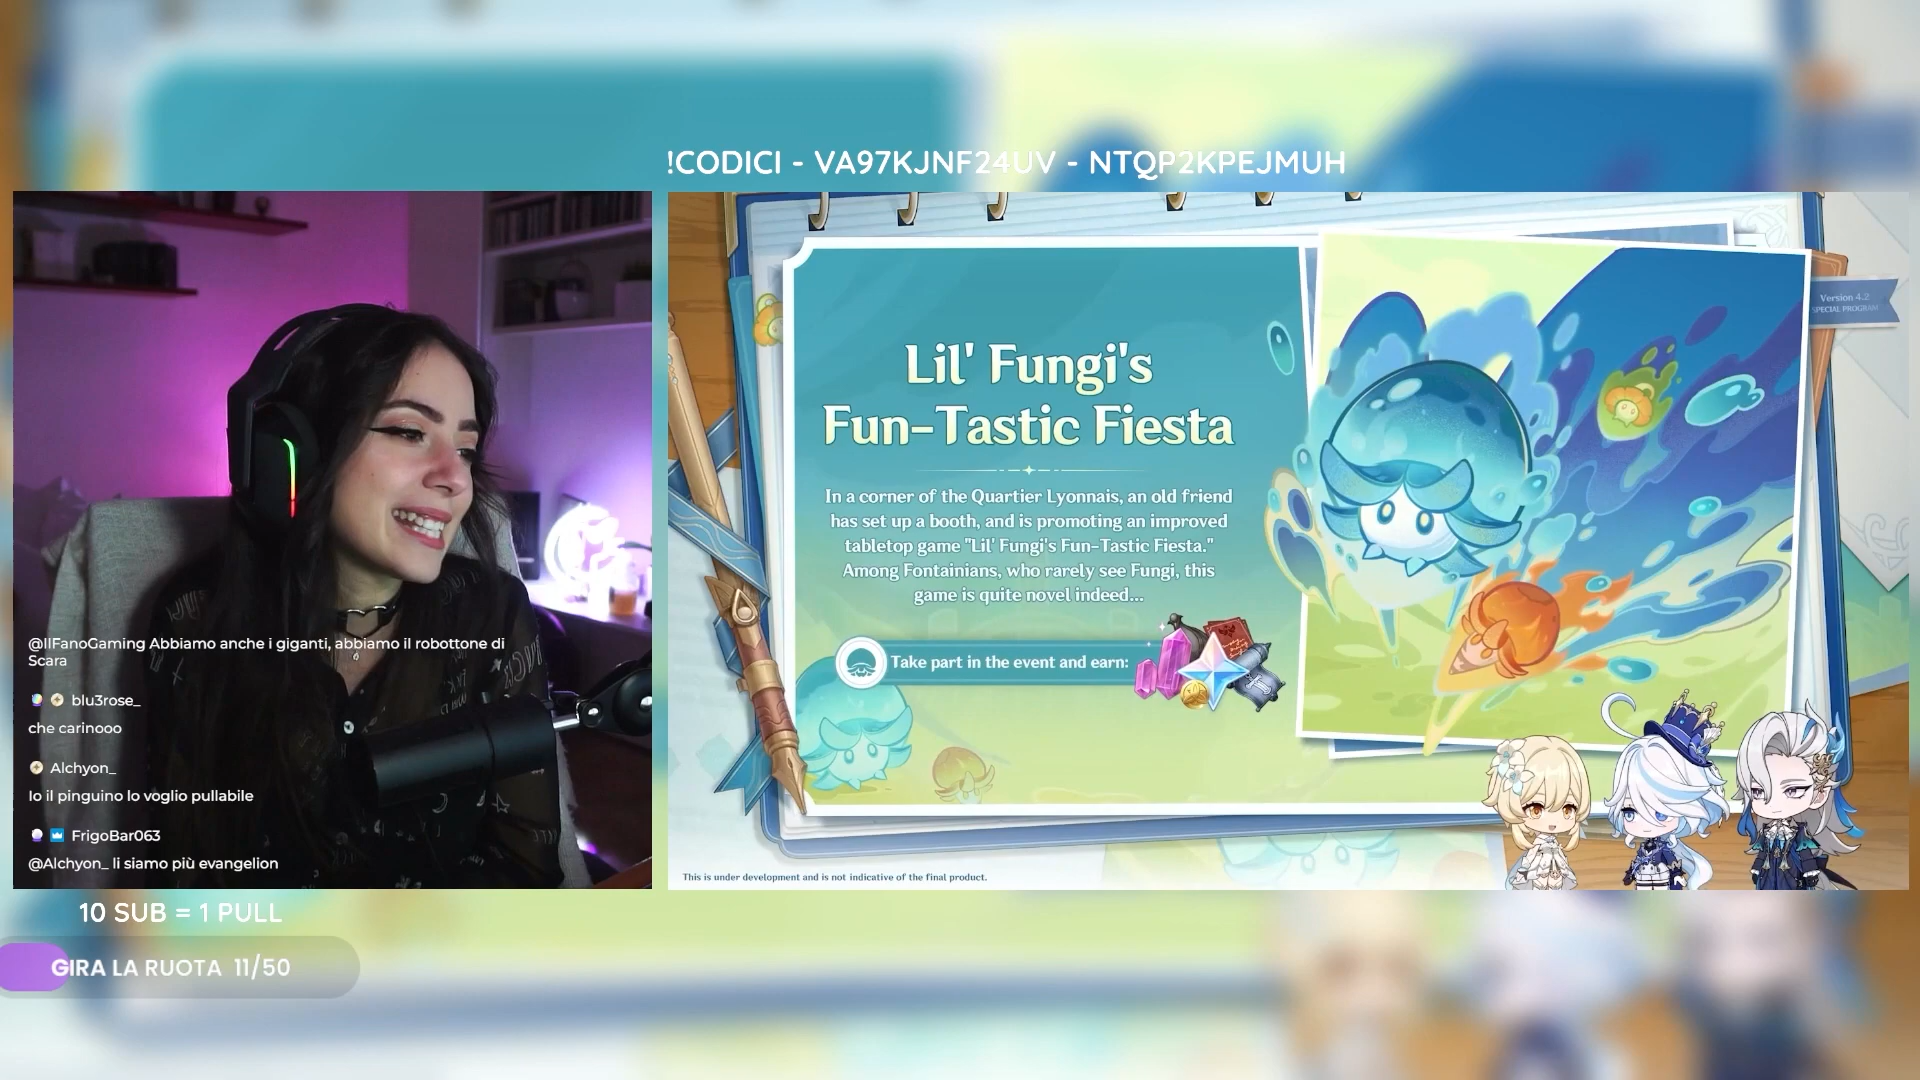 !CODICI - VA97KJNF24UV - NTQP2KPEJMUH
Lil' Fungi's
Fun-Tastic Fiesta
In a corner of the Quartier Lyonnais, an old friend
has set up a booth, and is promoting an improved
tabletop game "Lil' Fungi's Fun-Tastic Fiesta."
Among Fontainians, who rarely see Fungi, this
game is quite novel indeed...
Take part in the event and earn:
Version 4.2
SPECIAL PROGRAM
This is under development and is not indicative of the final product.
@IlFanoGaming Abbiamo anche i giganti, abbiamo il robottone di
Scara
blu3rose_
che carinooo
Alchyon_
Io il pinguino lo voglio pullabile
FrigoBar063
@Alchyon_ li siamo più evangelion
10 SUB = 1 PULL
GIRA LA RUOTA 11/50